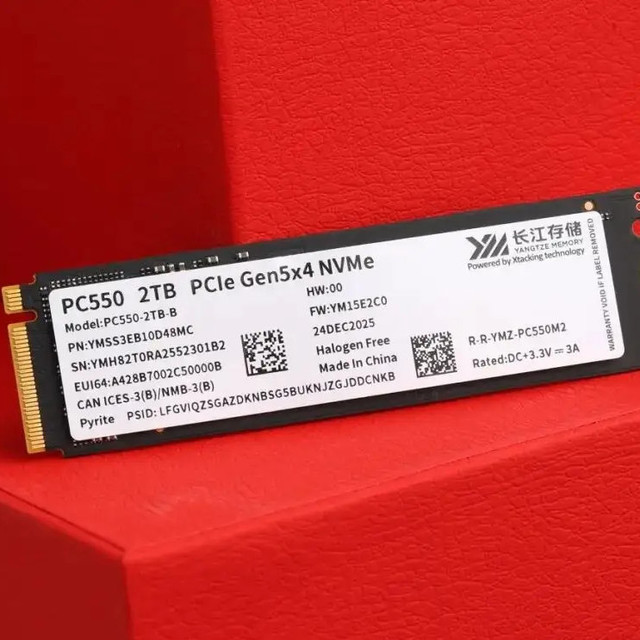 PC550 2TB PCIe Gen5x4 NVMe
Model:PC550-2TB-B
PN:YMSS3EB10D48MC
SN:YMH82T0RA2552301B2
EUI64:A428B7002C50000B
CAN ICES-3(B)/NMB-3(B)
Pyrite PSID: LFGVIQZSGAZDKNBSG5BUKNJZGJDDCNKB
HW:00
FW:YM15E2C0
24DEC2025
Halogen Free
Made In China
长江存储
YANGTZE MEMORY
Powered by Xtacking technology
R-R-YMZ-PC550M2
Rated:DC+3.3V ⎓ 3A
WARRANTY VOID IF LABEL REMOVED